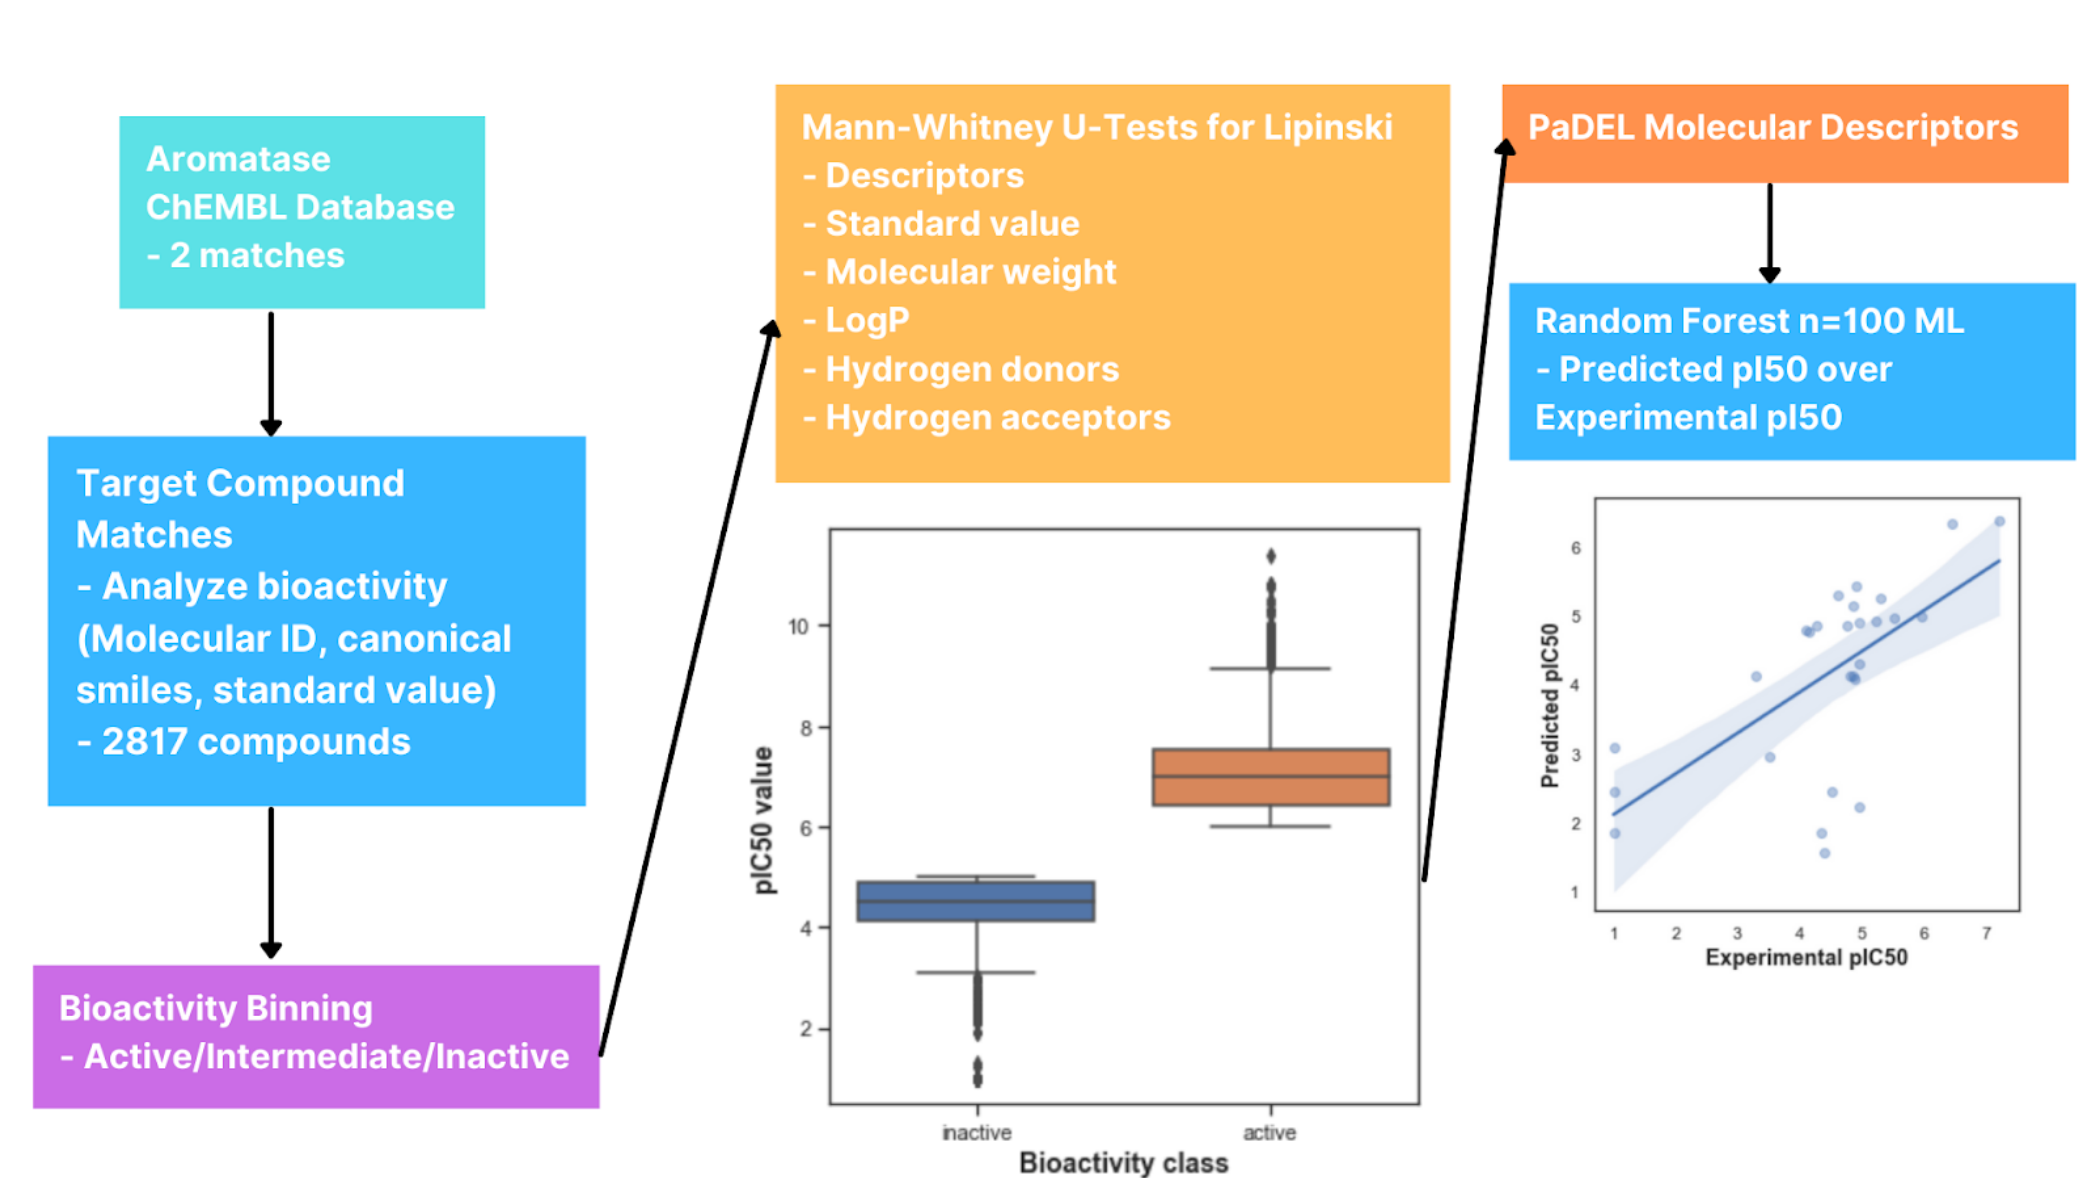 Aromatase
ChEMBL Database
- 2 matches
Target Compound
Matches
- Analyze bioactivity
(Molecular ID, canonical
smiles, standard value)
- 2817 compounds
Bioactivity Binning
- Active/Intermediate/Inactive
Mann-Whitney U-Tests for Lipinski
- Descriptors
- Standard value
- Molecular weight
- LogP
- Hydrogen donors
- Hydrogen acceptors
pIC50 value
10
8
6
4
2
inactive active
Bioactivity class
PaDEL Molecular Descriptors
Random Forest n=100 ML
- Predicted pI50 over
Experimental pI50
Predicted pIC50
6
5
4
3
2
1
1 2 3 4 5 6 7
Experimental pIC50